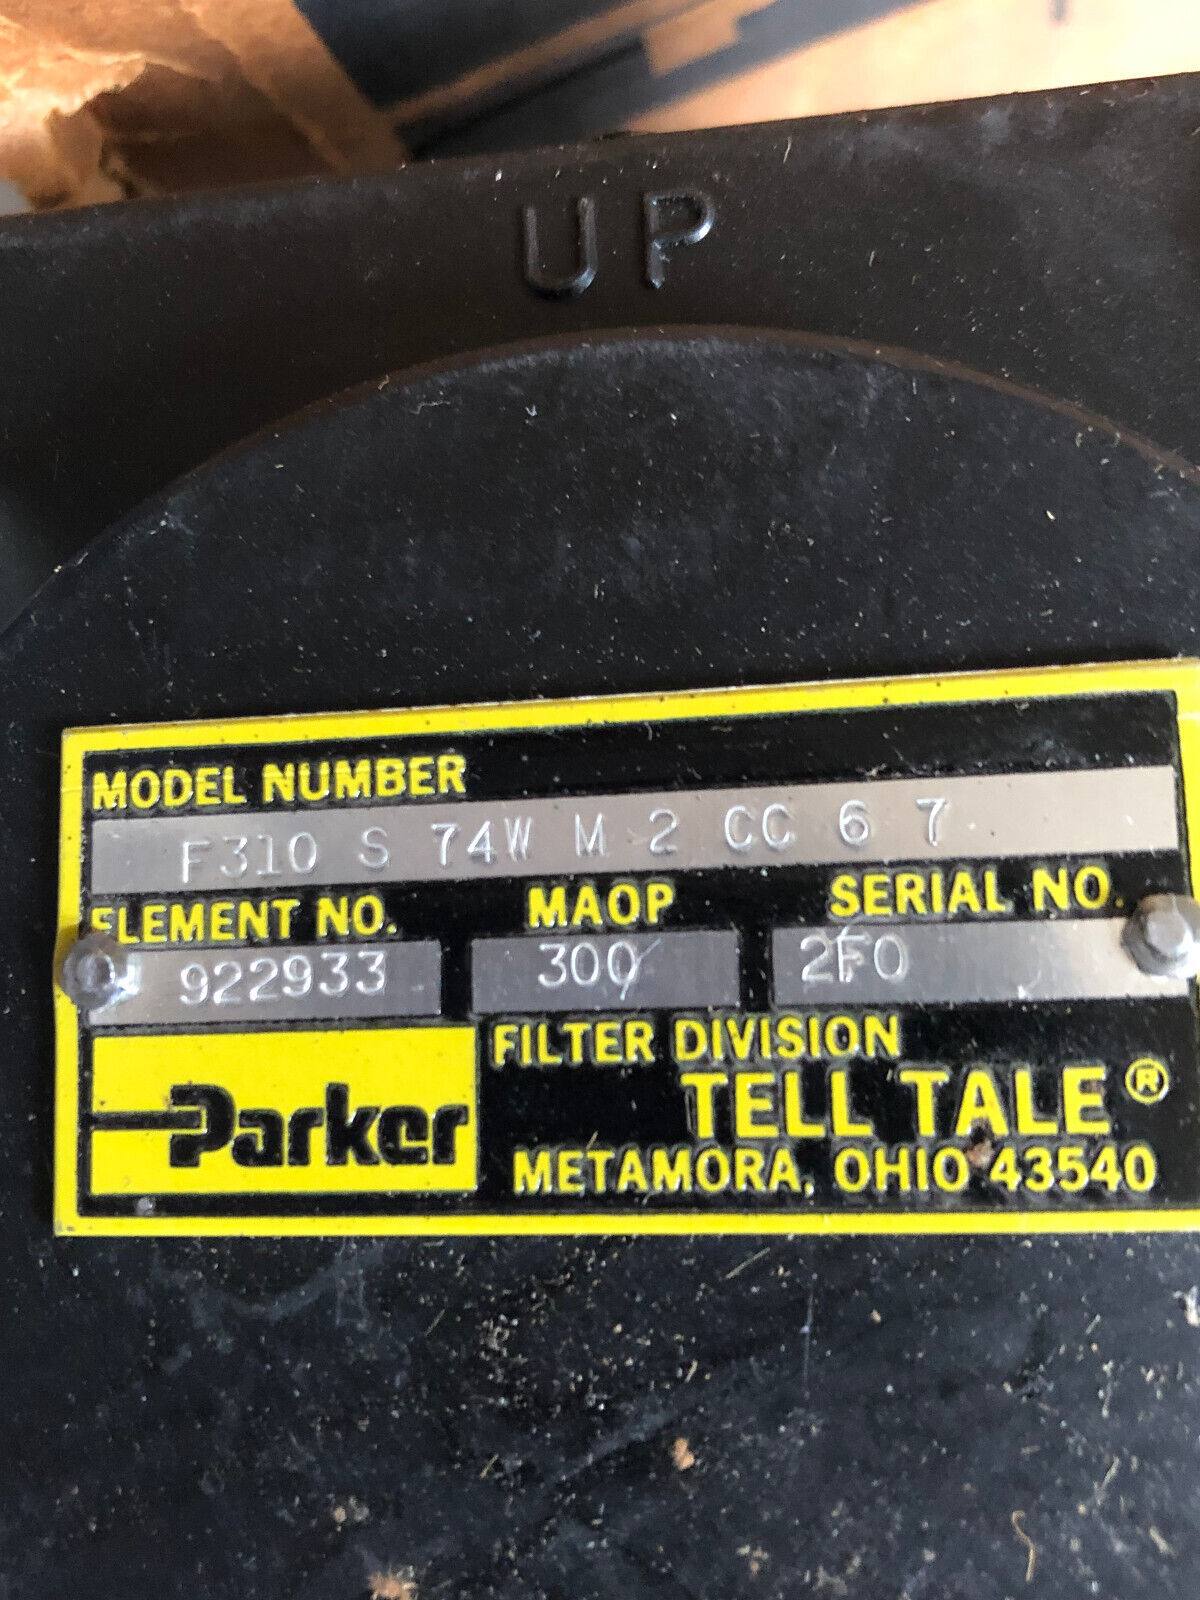 UP
MODEL NUMBER
F310 S 74W M 2 CC 6 7
ELEMENT NO. MAOP SERIAL NO.
922933 300 2F0
Parker FILTER DIVISION
TELL TALE®
METAMORA, OHIO 43540